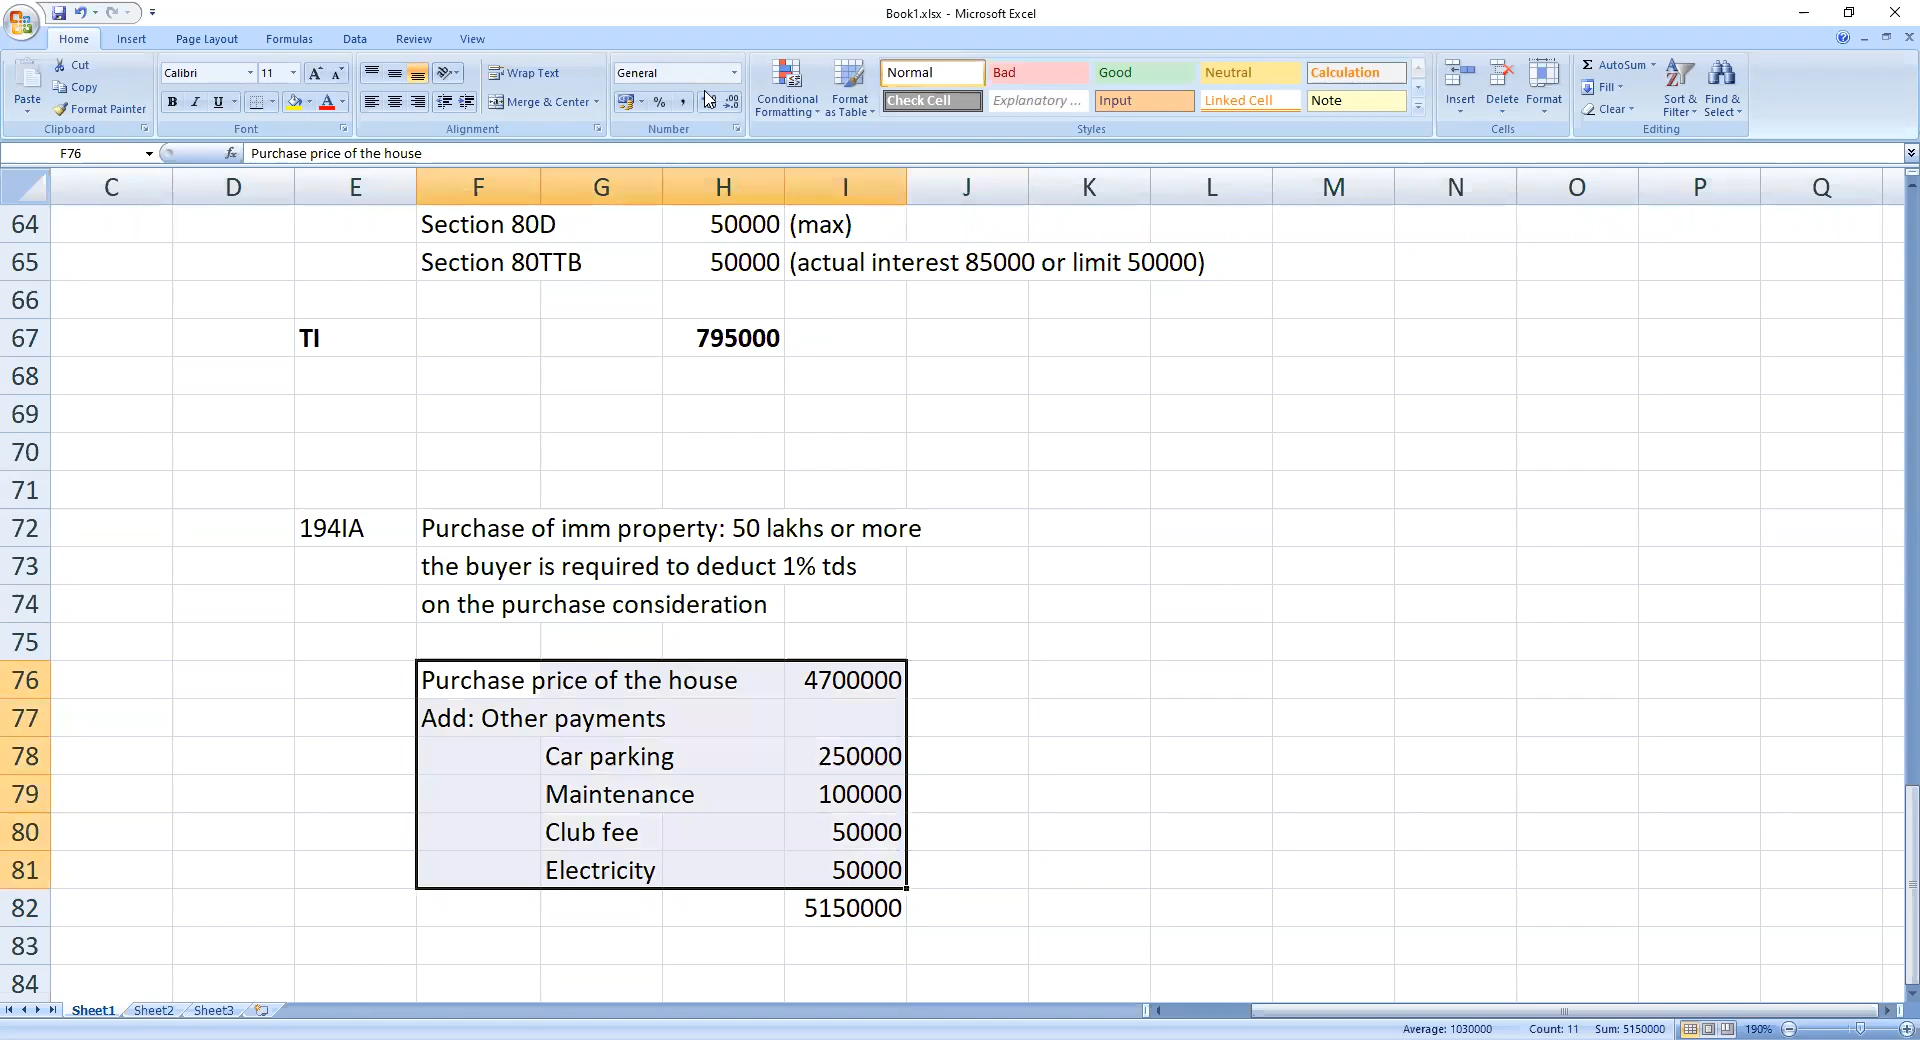 Book1.xlsx - Microsoft Excel
Home Insert Page Layout Formulas Data Review View
Cut
Copy
Format Painter
Paste
Clipboard
Calibri 11
Font
Wrap Text
Merge & Center
Alignment
General
Number
Conditional Formatting
Format as Table
Normal Bad Good Neutral Calculation
Check Cell Explanatory ... Input Linked Cell Note
Styles
Insert Delete Format
Cells
Σ AutoSum
Fill
Clear
Sort & Filter
Find & Select
Editing
F76 fx Purchase price of the house
C D E F G H I J K L M N O P Q
64 Section 80D 50000 (max)
65 Section 80TTB 50000 (actual interest 85000 or limit 50000)
66
67 TI 795000
68
69
70
71
72 194IA Purchase of imm property: 50 lakhs or more
73 the buyer is required to deduct 1% tds
74 on the purchase consideration
75
76 Purchase price of the house 4700000
77 Add: Other payments
78 Car parking 250000
79 Maintenance 100000
80 Club fee 50000
81 Electricity 50000
82 5150000
83
84
Sheet1 Sheet2 Sheet3
Average: 1030000 Count: 11 Sum: 5150000 190%